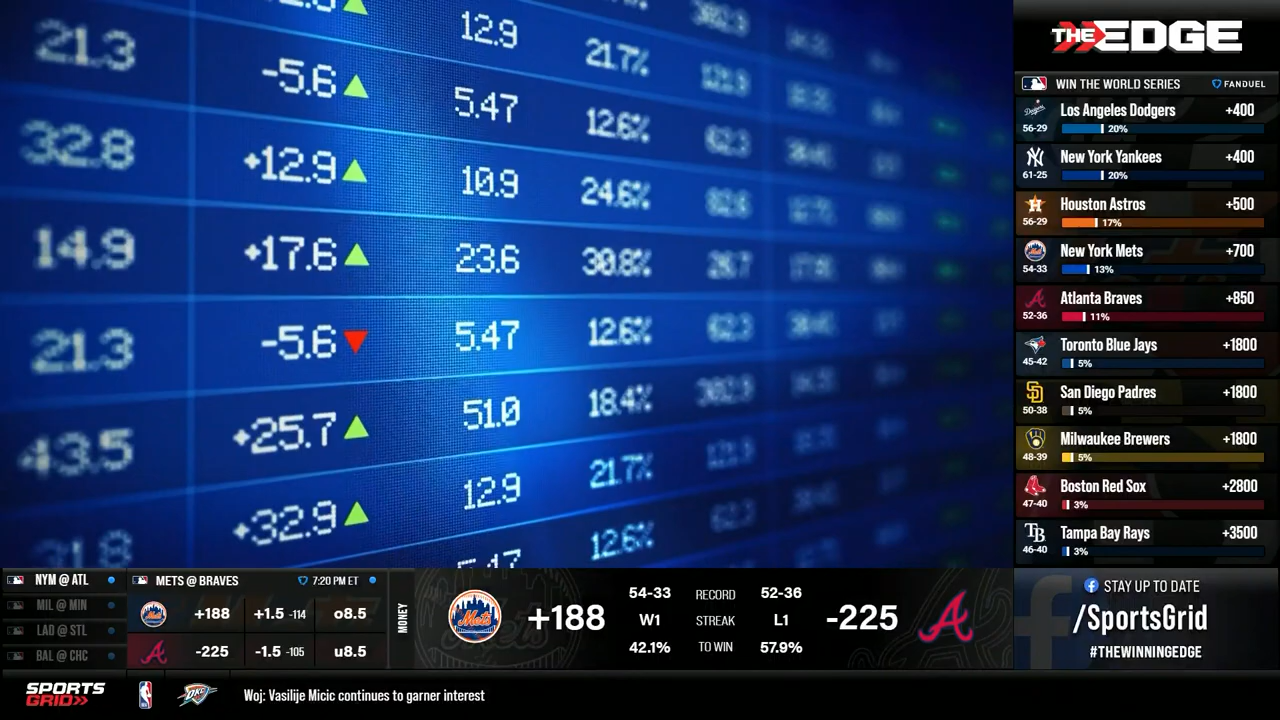 21.3
-5.6
12.9
21.7%
32.8
+12.9
5.47
12.6%
14.9
+17.6
10.9
24.6%
21.3
-5.6
23.6
30.8%
43.5
+25.7
5.47
12.6%
+32.9
51.0
18.4%
12.9
21.7%
12.6%
THE EDGE
WIN THE WORLD SERIES FANDUEL
Los Angeles Dodgers +400
56-29 20%
New York Yankees +400
61-25 20%
Houston Astros +500
56-29 17%
New York Mets +700
54-33 13%
Atlanta Braves +850
52-36 11%
Toronto Blue Jays +1800
45-42 5%
San Diego Padres +1800
50-38 5%
Milwaukee Brewers +1800
48-39 5%
Boston Red Sox +2800
47-40 3%
Tampa Bay Rays +3500
46-40 3%
NYM @ ATL
MIL @ MIN
LAD @ STL
BAL @ CHC
METS @ BRAVES 7:20 PM ET
+188 +1.5 -114 o8.5
-225 -1.5 -105 u8.5
MONEY
Mets
+188
54-33 RECORD 52-36
W1 STREAK L1
42.1% TO WIN 57.9%
-225
STAY UP TO DATE
/SportsGrid
#THEWINNINGEDGE
SPORTS
GRID
OKC
Woj: Vasilije Micic continues to garner interest